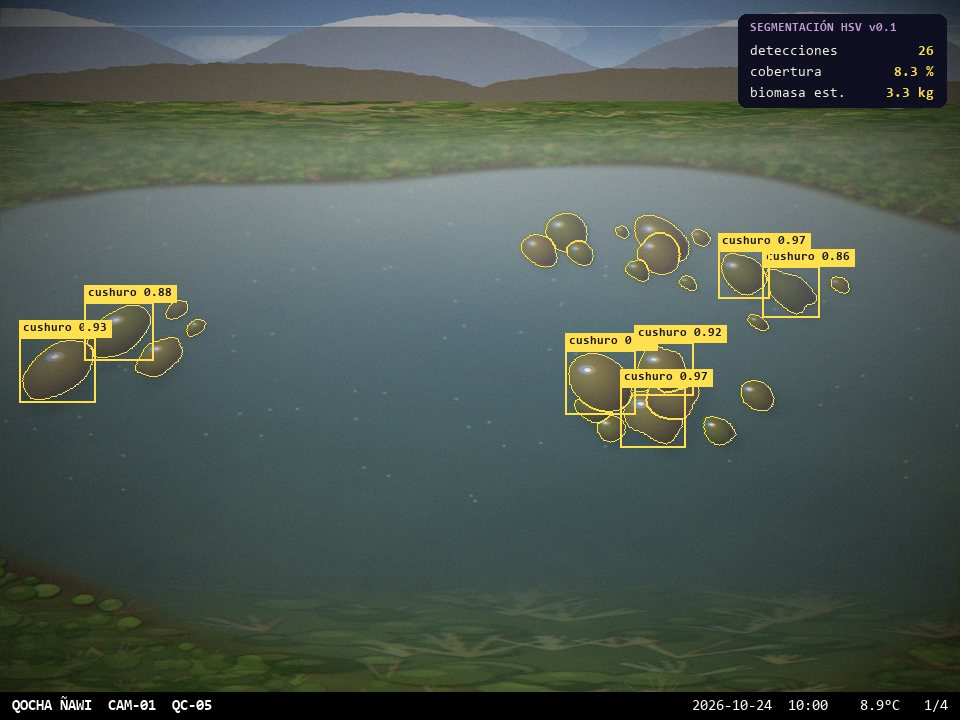 SEGMENTACIÓN HSV v0.1
detecciones 26
cobertura 8.3 %
biomasa est. 3.3 kg
cushuro 0.97
cushuro 0.86
cushuro 0.88
cushuro 0.93
cushuro 0.92
cushuro 0
cushuro 0.97
QOCHA ÑAWI CAM-01 QC-05
2026-10-24 10:00 8.9°C 1/4